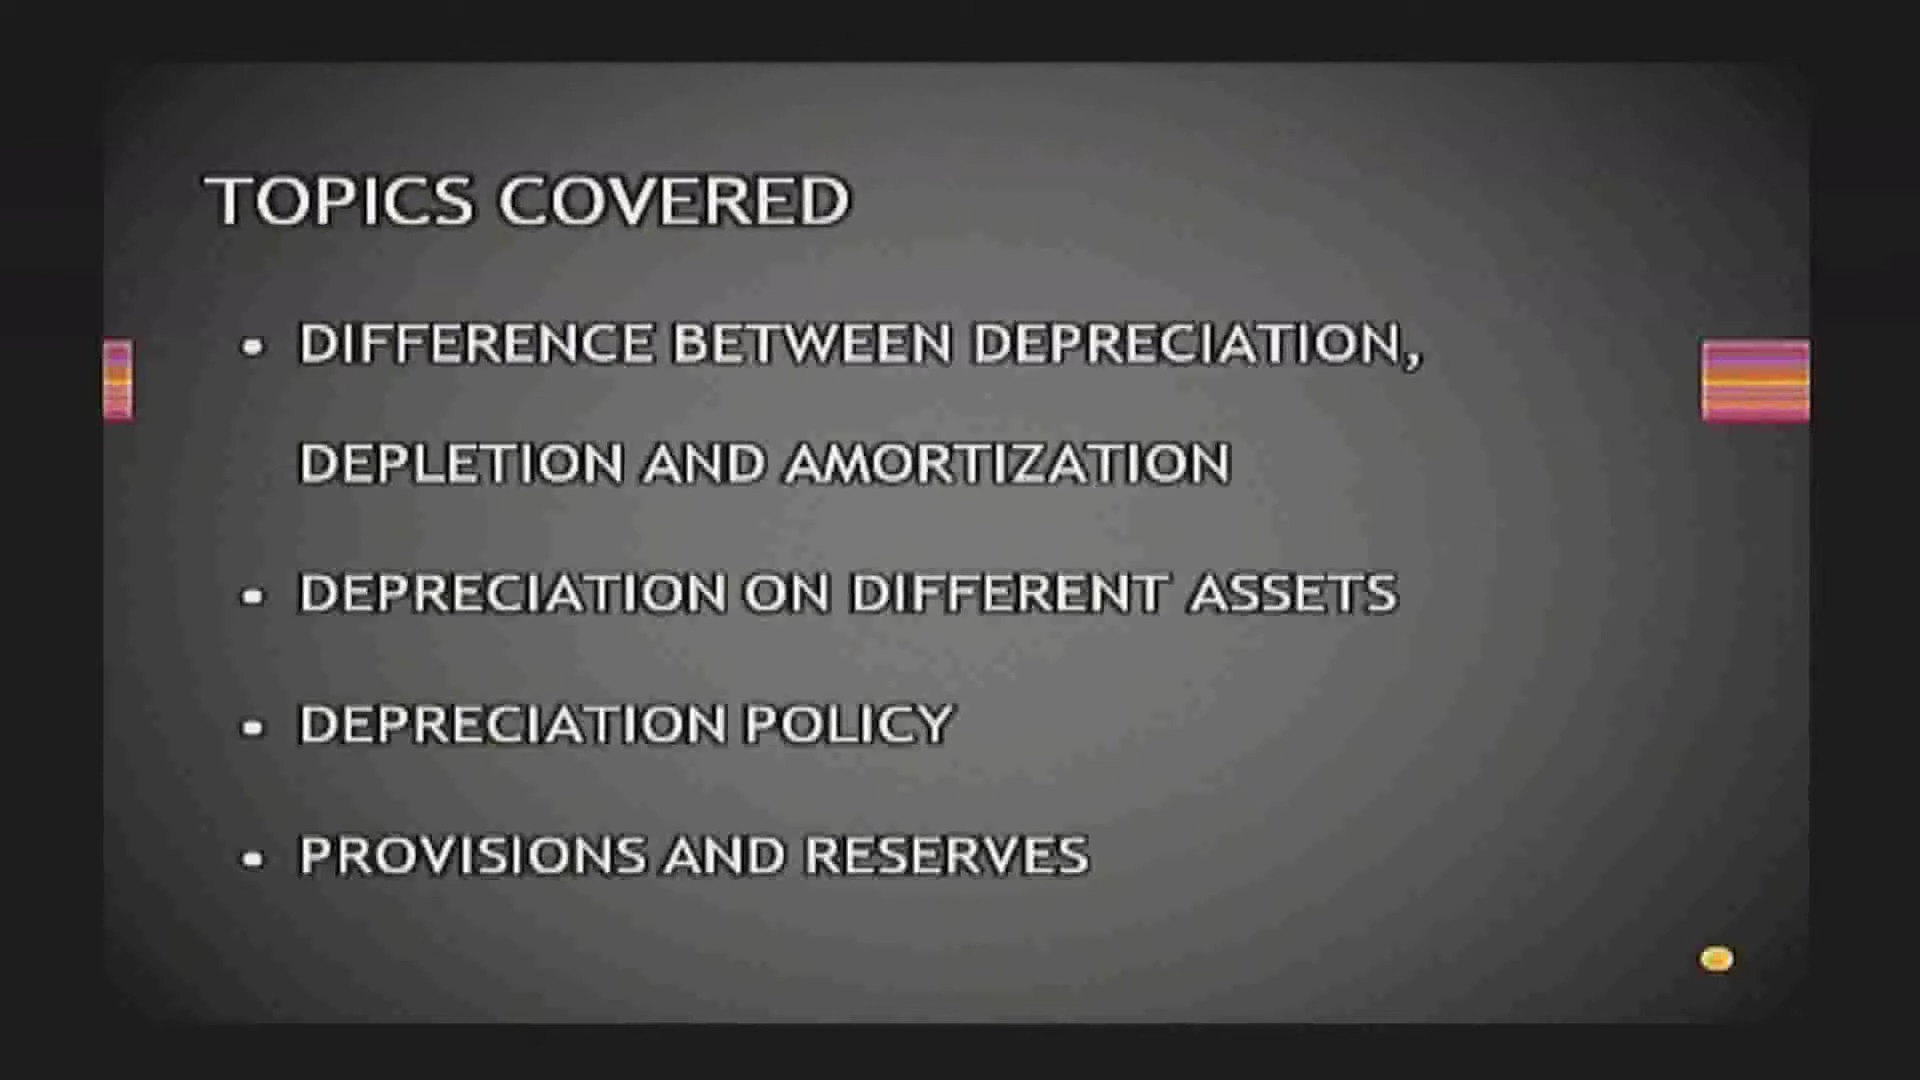 TOPICS COVERED
• DIFFERENCE BETWEEN DEPRECIATION,
DEPLETION AND AMORTIZATION
• DEPRECIATION ON DIFFERENT ASSETS
• DEPRECIATION POLICY
• PROVISIONS AND RESERVES